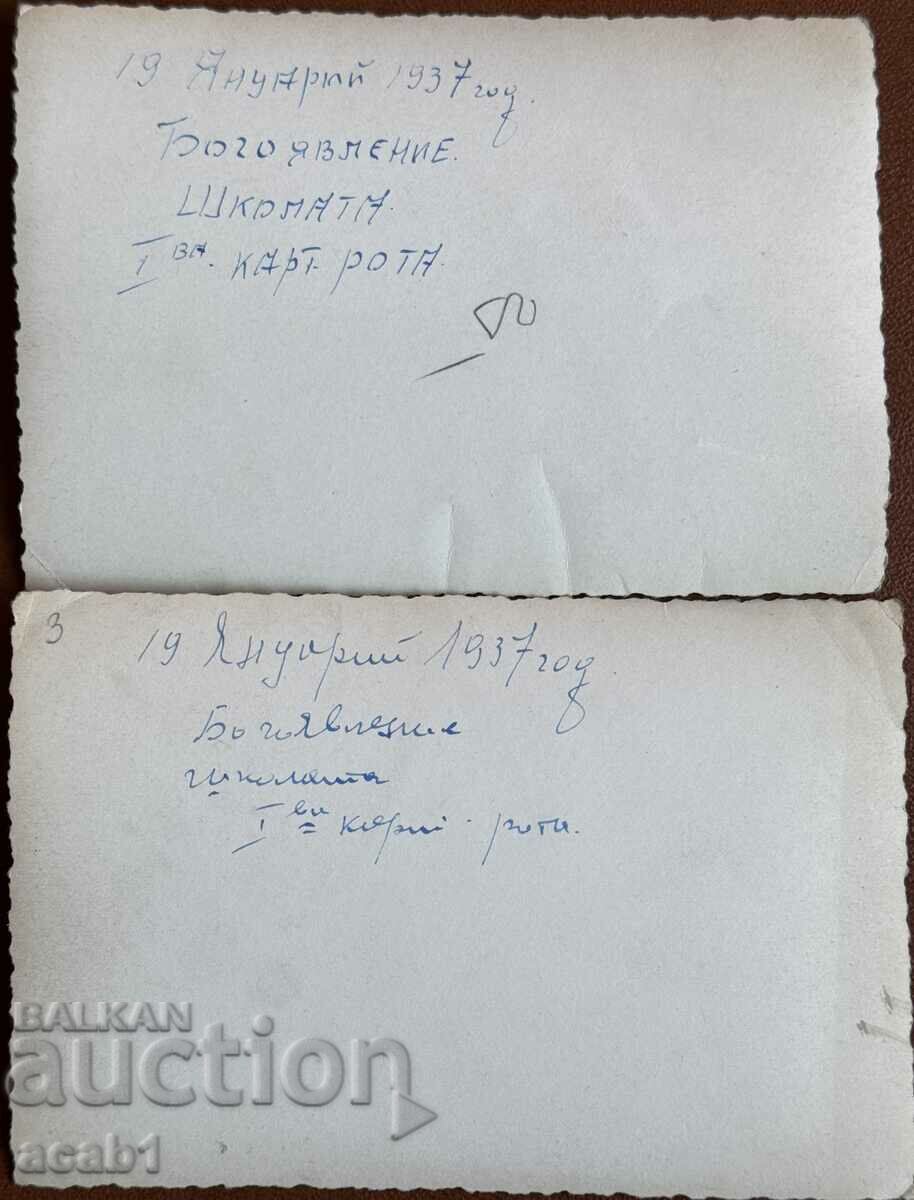 19 Януарий 1937 год.
Богоявление.
Школата
I ва. карт. рота.
3
19 Януарий 1937 год.
Богоявление
школата
I ва карт. рота.
BALKAN
auction
acab1